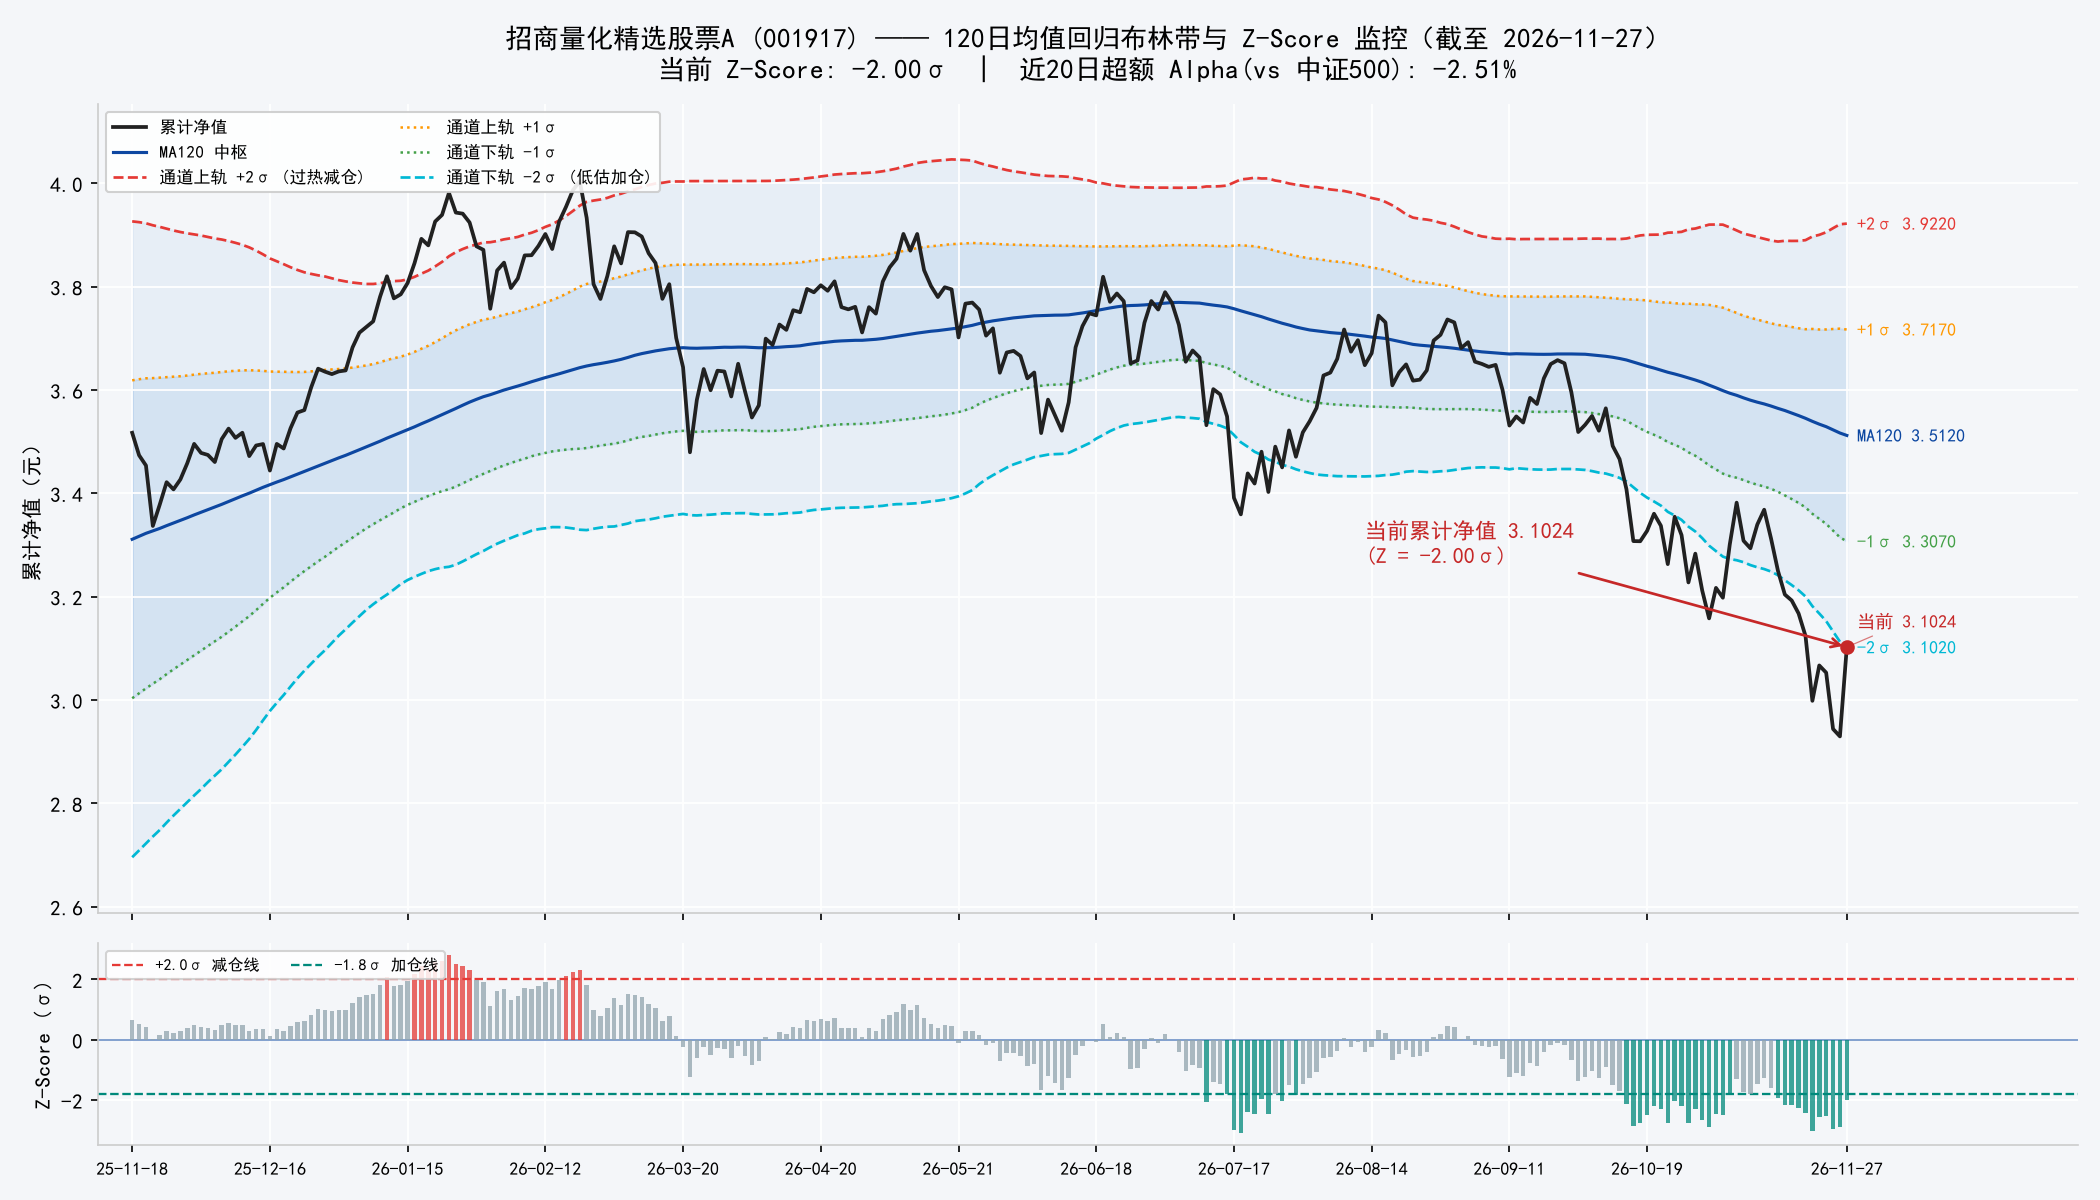 招商量化精选股票A (001917) —— 120日均值回归布林带与 Z-Score 监控（截至 2026-11-27）
当前 Z-Score: -2.00σ | 近20日超额 Alpha(vs 中证500): -2.51%
累计净值
MA120 中枢
通道上轨 +2σ (过热减仓)
通道上轨 +1σ
通道下轨 -1σ
通道下轨 -2σ (低估加仓)
累计净值 (元)
4.0
3.8
3.6
3.4
3.2
3.0
2.8
2.6
+2σ 3.9220
+1σ 3.7170
MA120 3.5120
-1σ 3.3070
当前 3.1024
-2σ 3.1020
当前累计净值 3.1024
(Z = -2.00σ)
+2.0σ 减仓线
-1.8σ 加仓线
Z-Score (σ)
2
0
-2
25-11-18
25-12-16
26-01-15
26-02-12
26-03-20
26-04-20
26-05-21
26-06-18
26-07-17
26-08-14
26-09-11
26-10-19
26-11-27